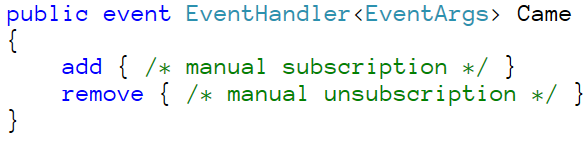 public event EventHandler<EventArgs> Came
{
    add { /* manual subscription */ }
    remove { /* manual unsubscription */ }
}